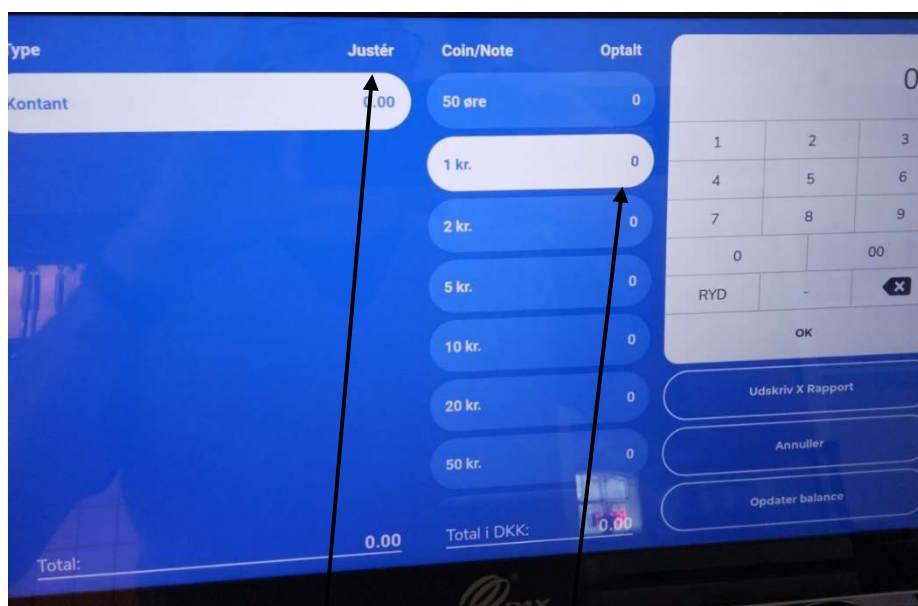 Type Justér Coin/Note Optalt
Kontant 0.00
50 øre 0
1 kr. 0
2 kr. 0
5 kr. 0
10 kr. 0
20 kr. 0
50 kr. 0
Total: 0.00
Total i DKK: 0.00
0
1 2 3
4 5 6
7 8 9
0 00
RYD -
OK
Udskriv X Rapport
Annuller
Opdater balance
PAX